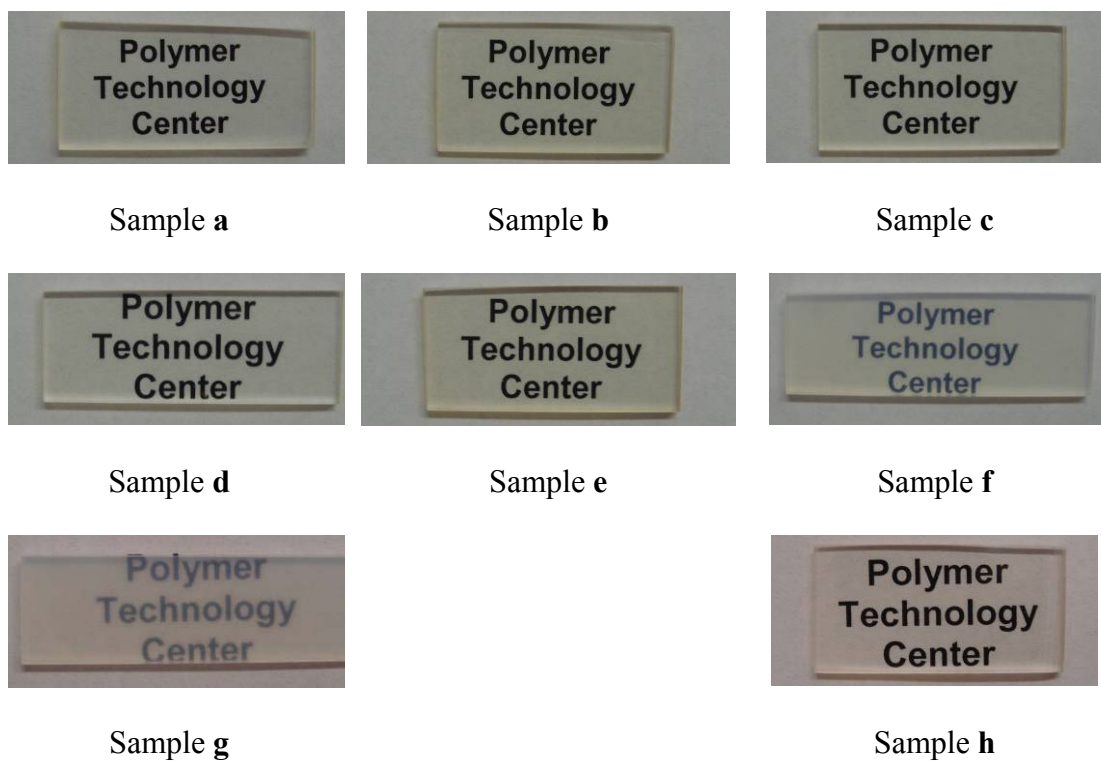 Polymer
Technology
Center
Sample a
Polymer
Technology
Center
Sample b
Polymer
Technology
Center
Sample c
Polymer
Technology
Center
Sample d
Polymer
Technology
Center
Sample e
Polymer
Technology
Center
Sample f
Polymer
Technology
Center
Sample g
Polymer
Technology
Center
Sample h